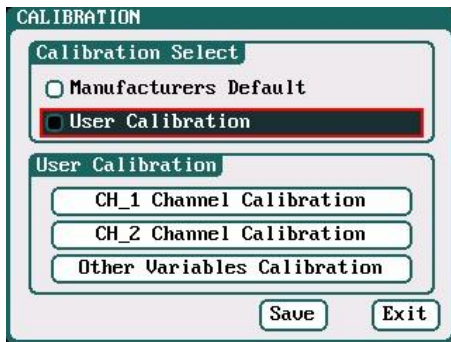 CALIBRATION
Calibration Select
Manufacturers Default
User Calibration
User Calibration
CH_1 Channel Calibration
CH_2 Channel Calibration
Other Variables Calibration
Save Exit